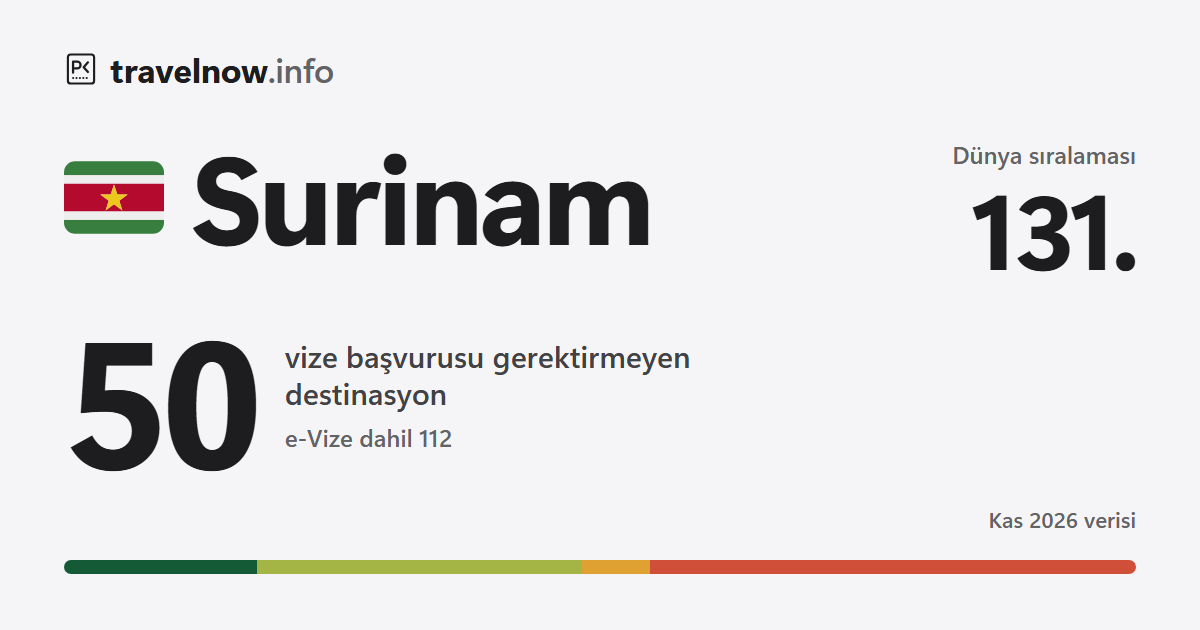 travelnow.info
Surinam
Dünya sıralaması
131.
50
vize başvurusu gerektirmeyen
destinasyon
e-Vize dahil 112
Kas 2026 verisi